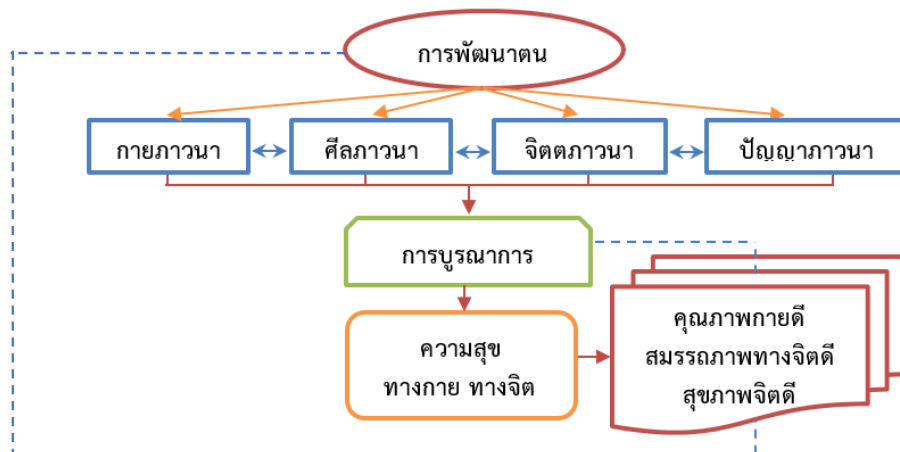 การพัฒนาตน
กายภาวนา
ศีลภาวนา
จิตตภาวนา
ปัญญาภาวนา
การบูรณาการ
ความสุข
ทางกาย ทางจิต
คุณภาพกายดี
สมรรถภาพทางจิตดี
สุขภาพจิตดี